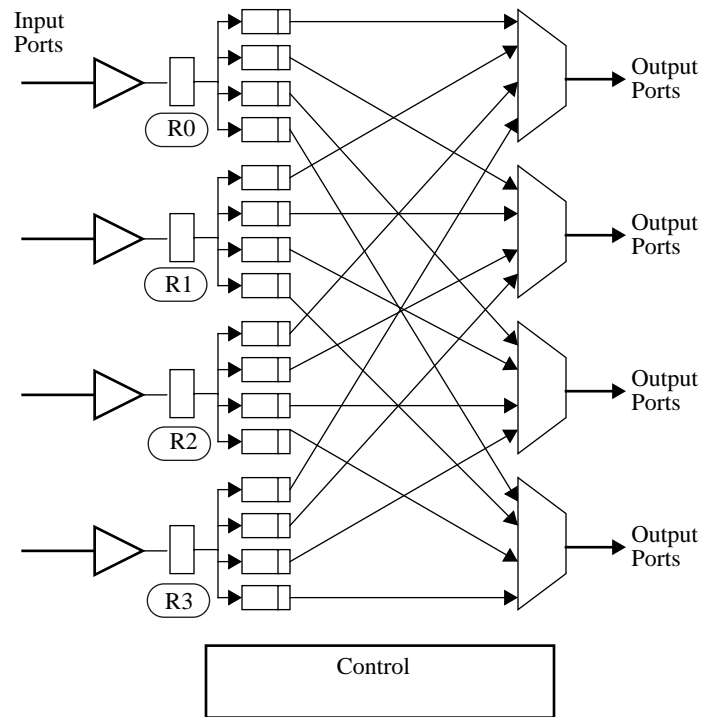 Input
Ports
R0
Output
Ports
R1
Output
Ports
R2
Output
Ports
R3
Output
Ports
Control